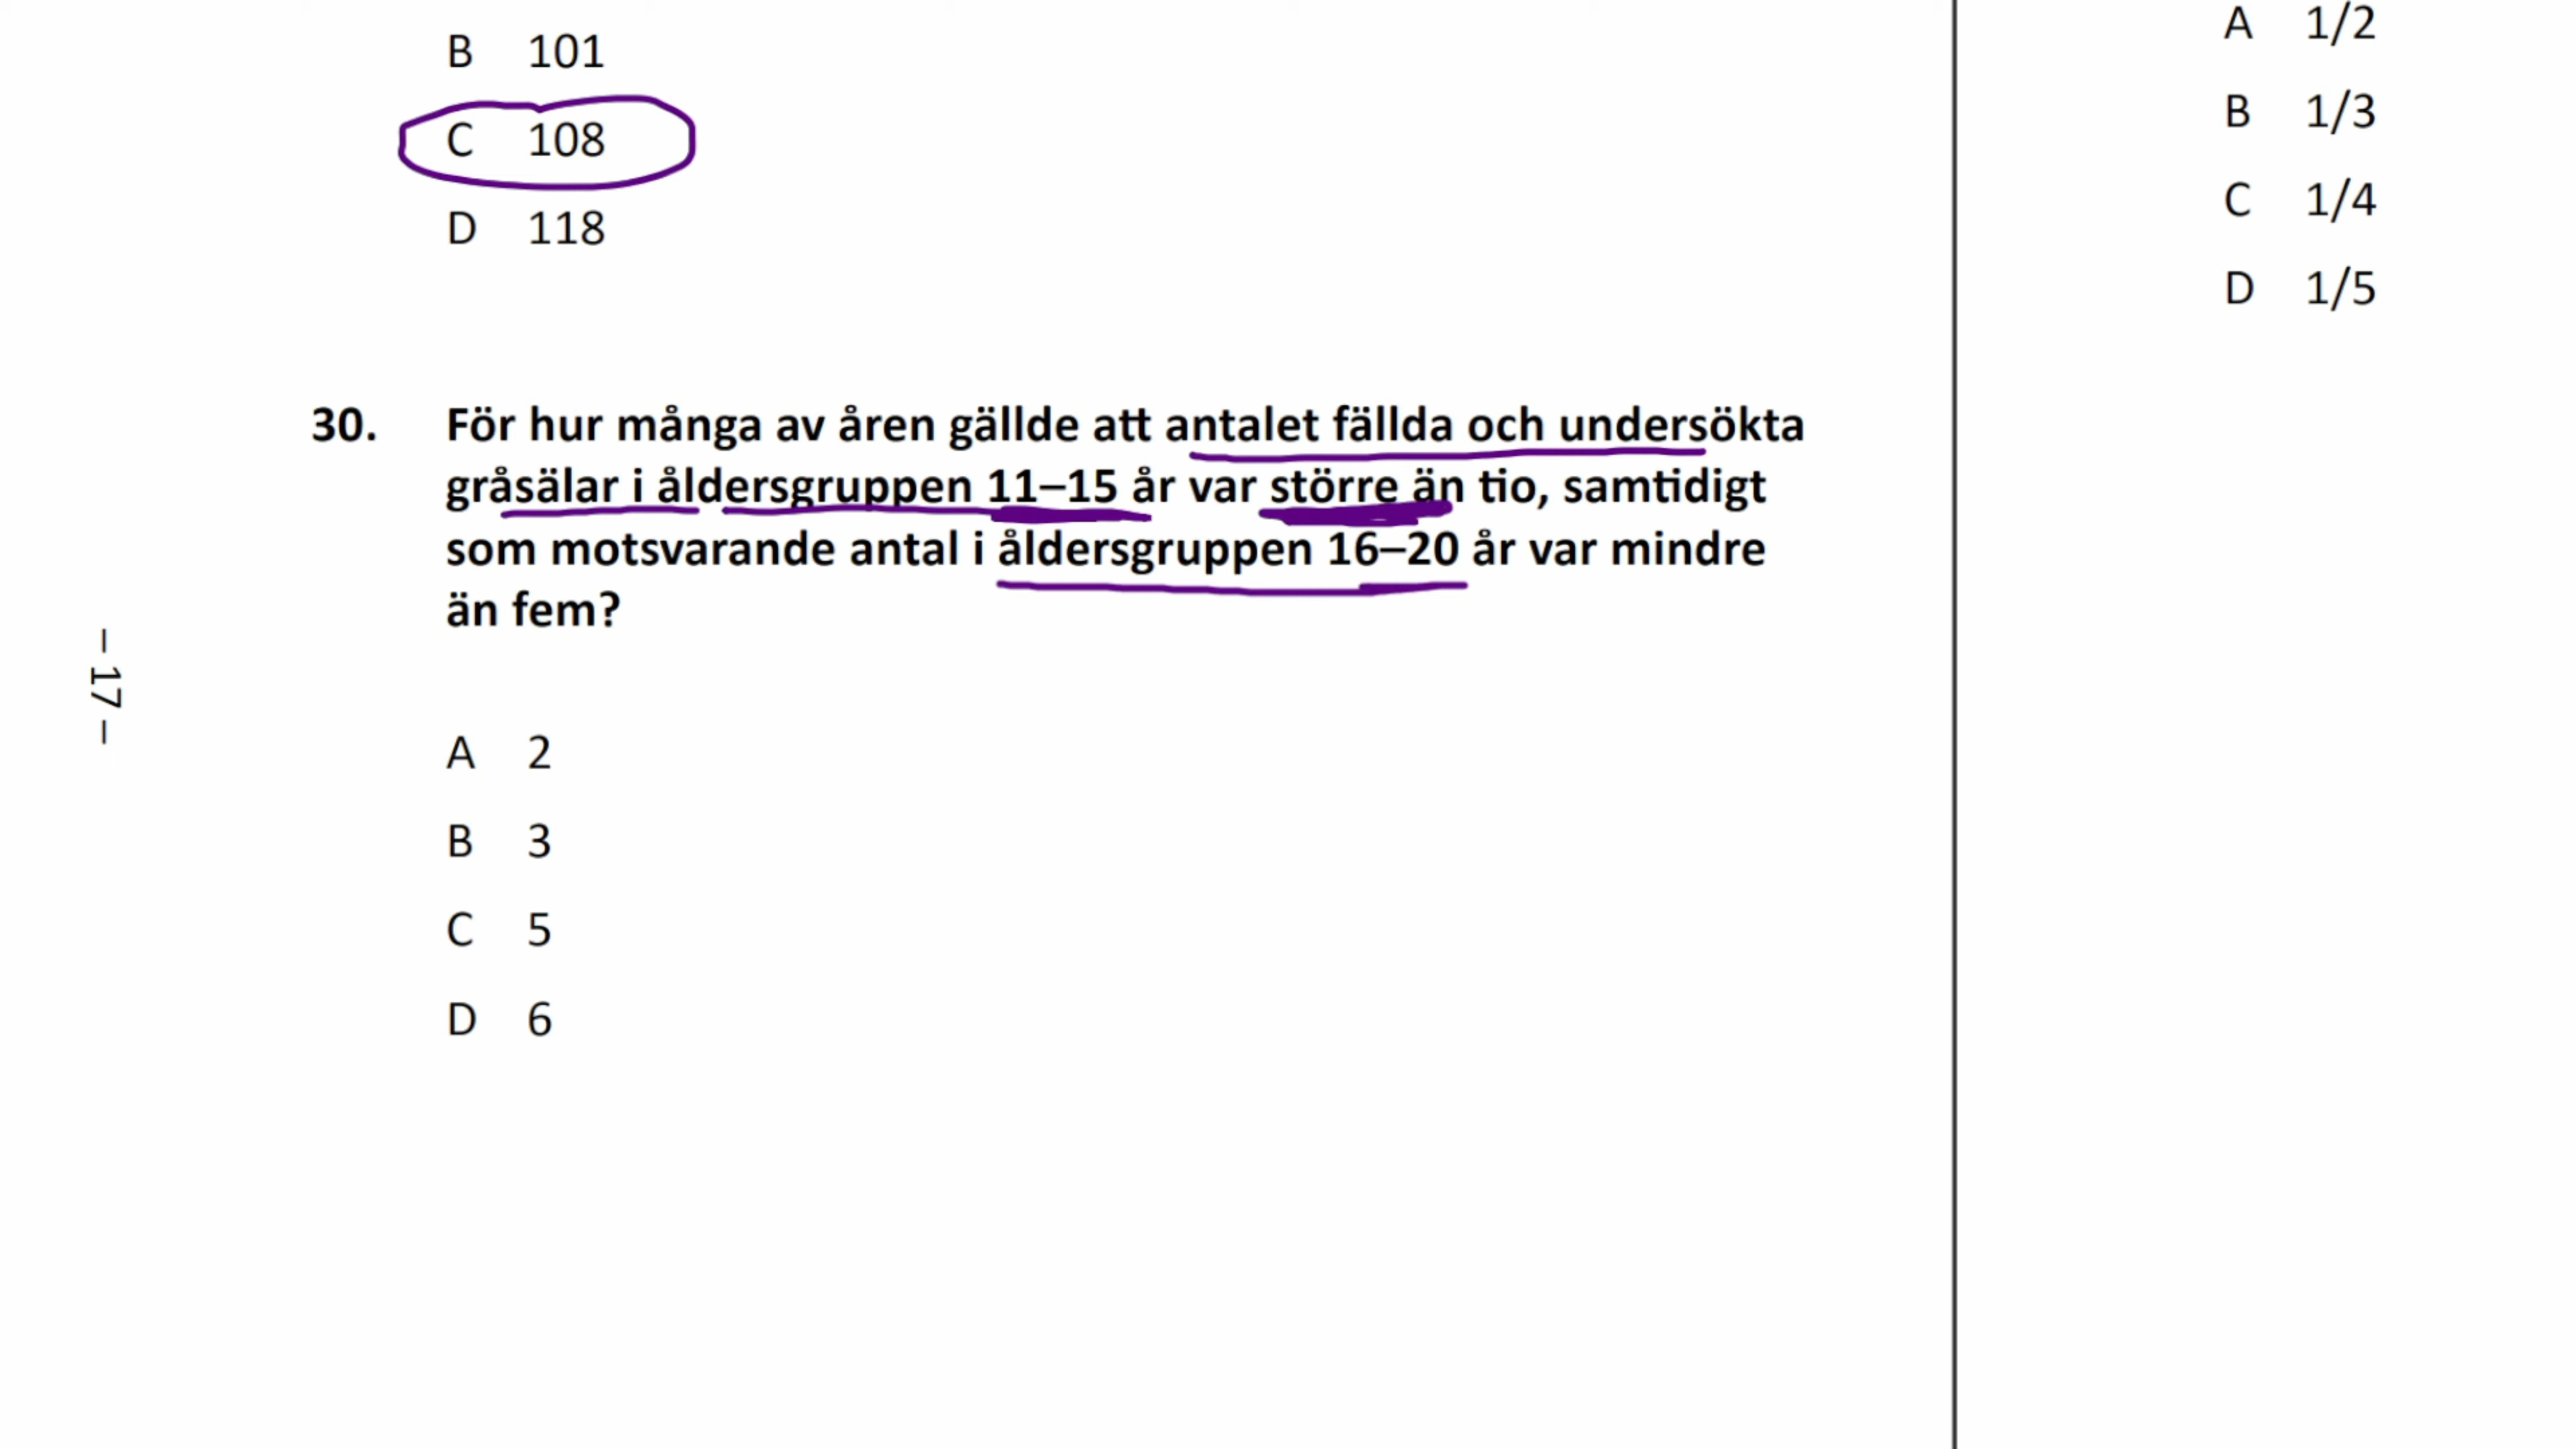 B 101
C 108
D 118
30. För hur många av åren gällde att antalet fällda och undersökta
gråsälar i åldersgruppen 11–15 år var större än tio, samtidigt
som motsvarande antal i åldersgruppen 16–20 år var mindre
än fem?
A 2
B 3
C 5
D 6
– 17 –
A 1/2
B 1/3
C 1/4
D 1/5